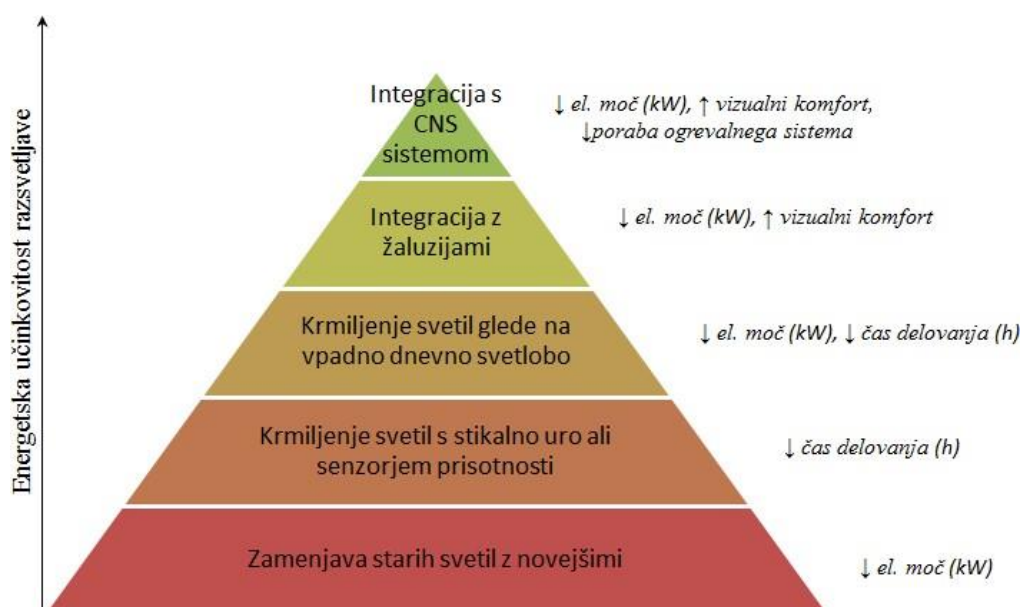 Energetska učinkovitost razsvetljave
Integracija s
CNS
sistemom
↓ el. moč (kW), ↑ vizualni komfort,
↓poraba ogrevalnega sistema
Integracija z
žaluzijami
↓ el. moč (kW), ↑ vizualni komfort
Krmiljenje svetil glede na
vpadno dnevno svetlobo
↓ el. moč (kW), ↓ čas delovanja (h)
Krmiljenje svetil s stikalno uro ali
senzorjem prisotnosti
↓ čas delovanja (h)
Zamenjava starih svetil z novejšimi
↓ el. moč (kW)